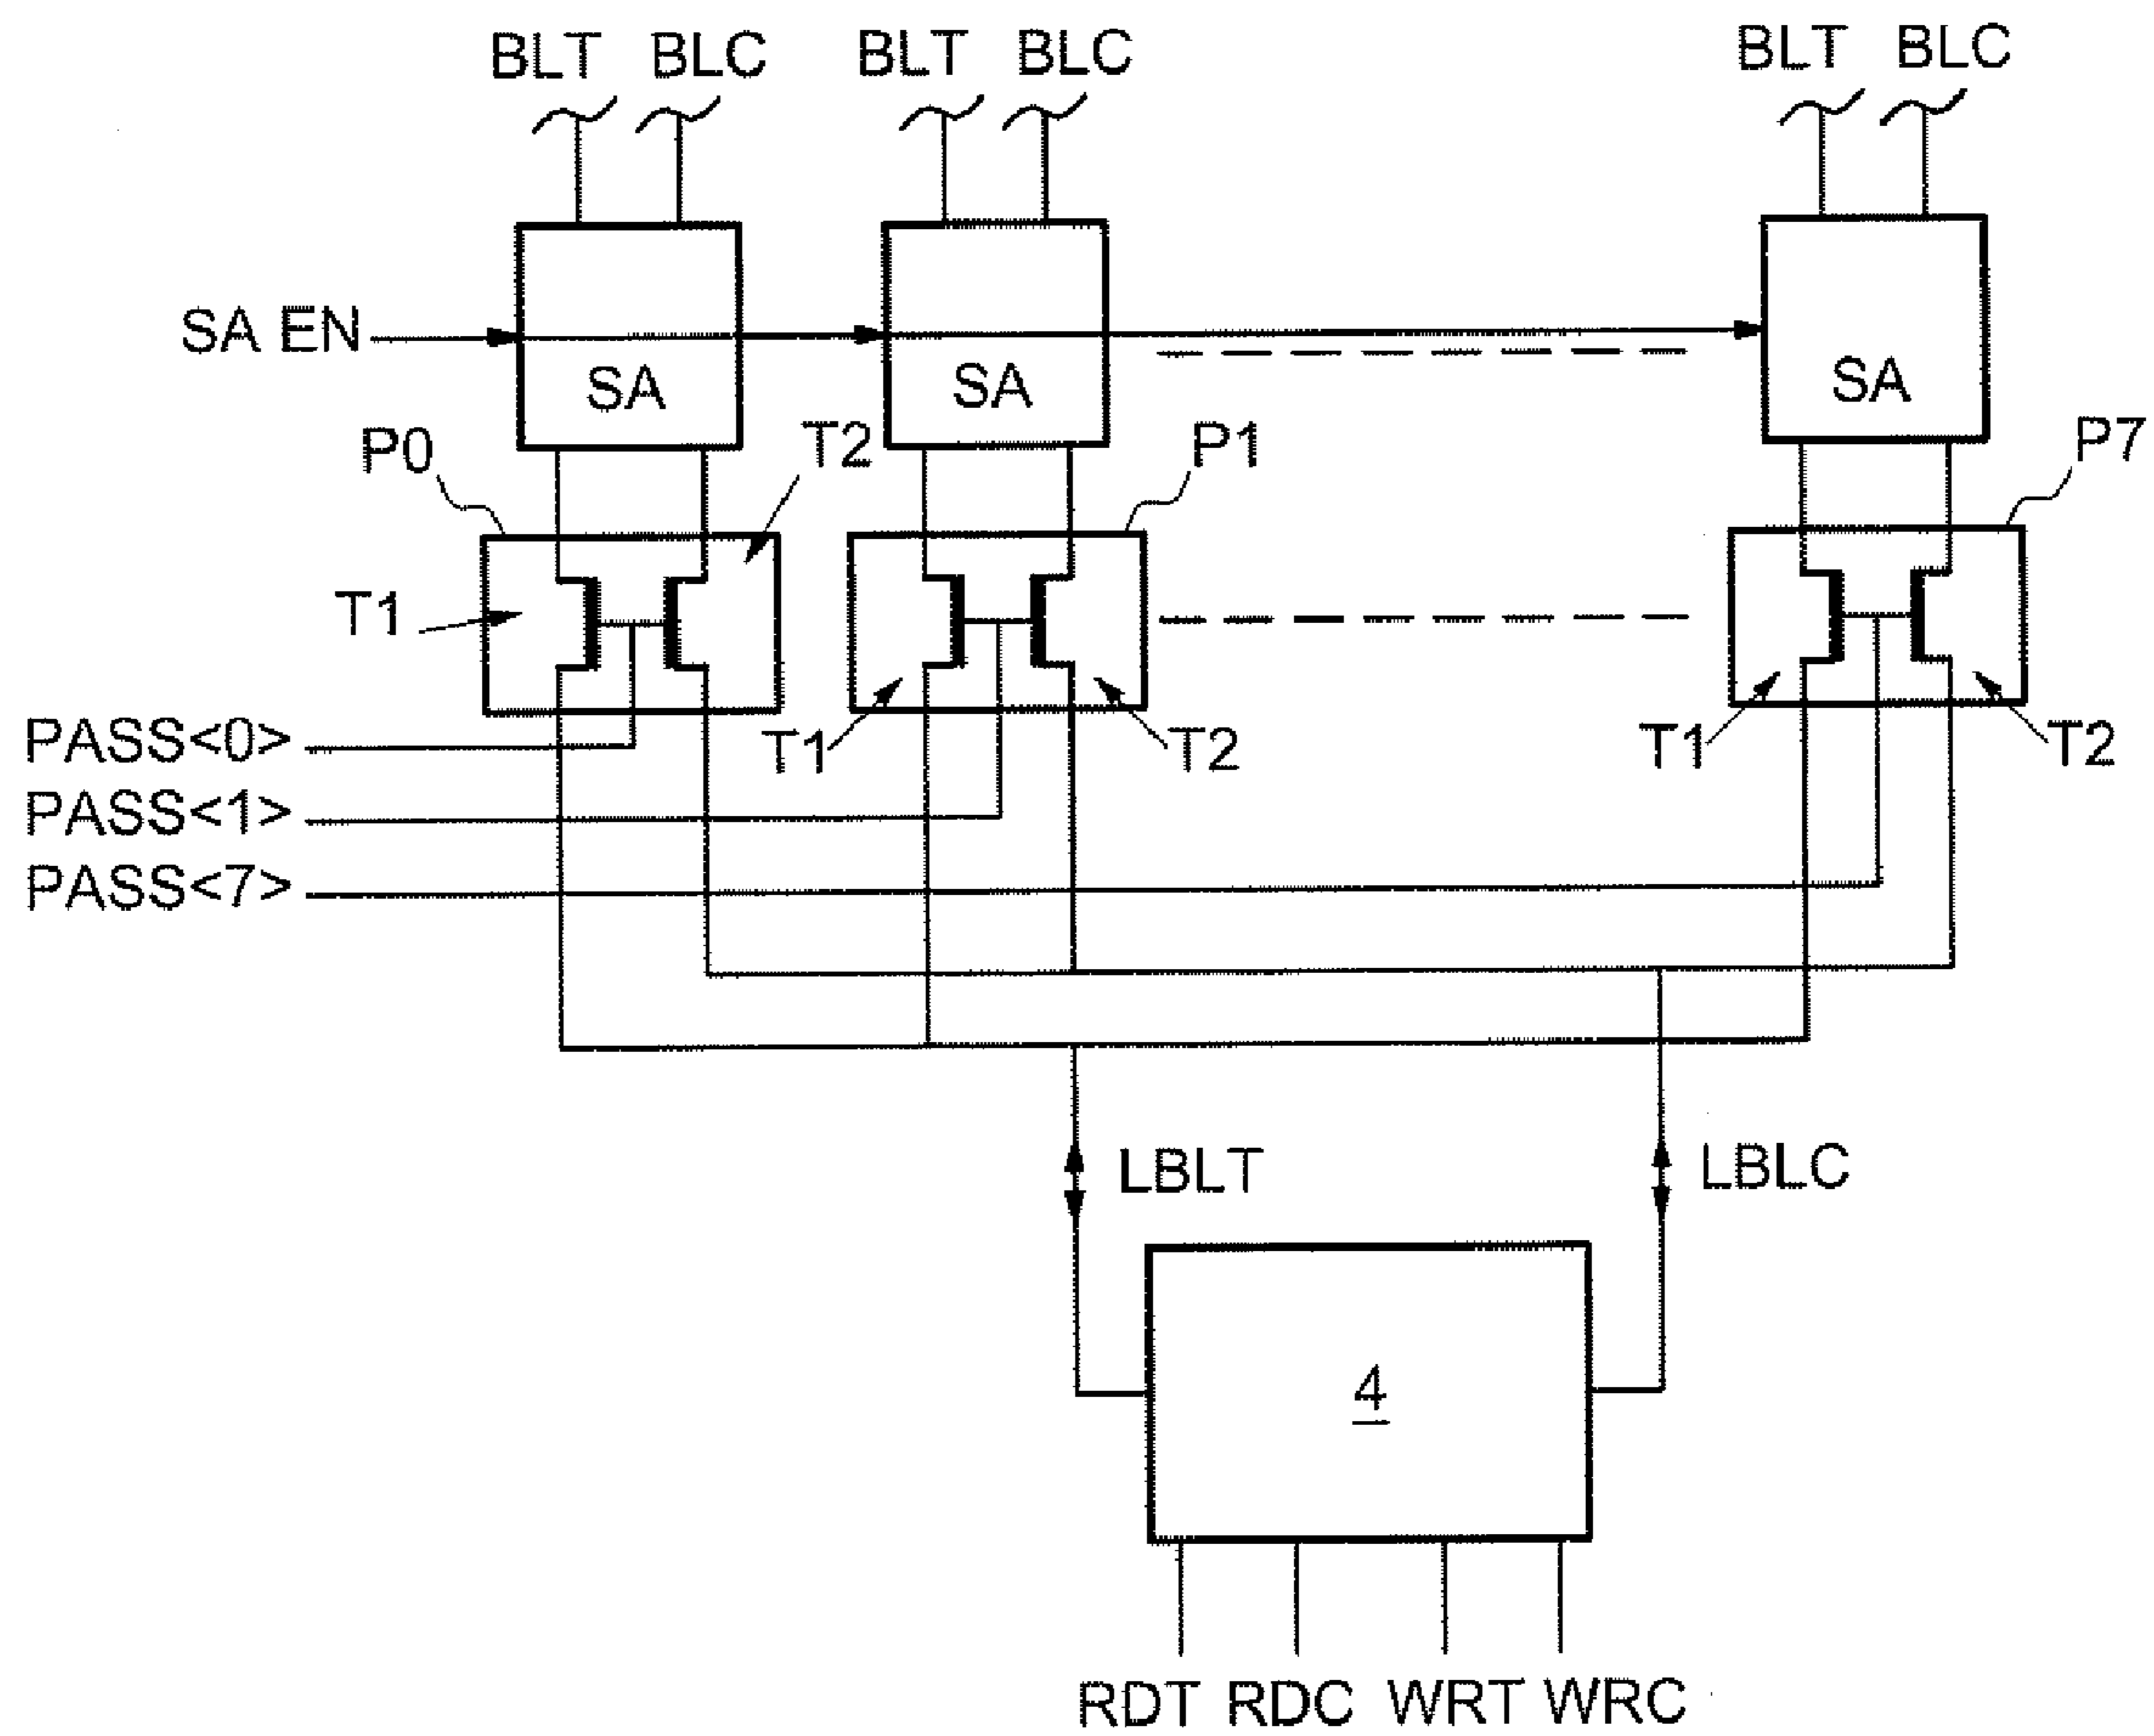 BLT BLC BLT BLC BLT BLC
SA EN
SA SA SA
P0 T2 P1 P7
T1
PASS<0> T1 T2 T1 T2
PASS<1>
PASS<7>
LBLT LBLC
4
RDT RDC WRT WRC